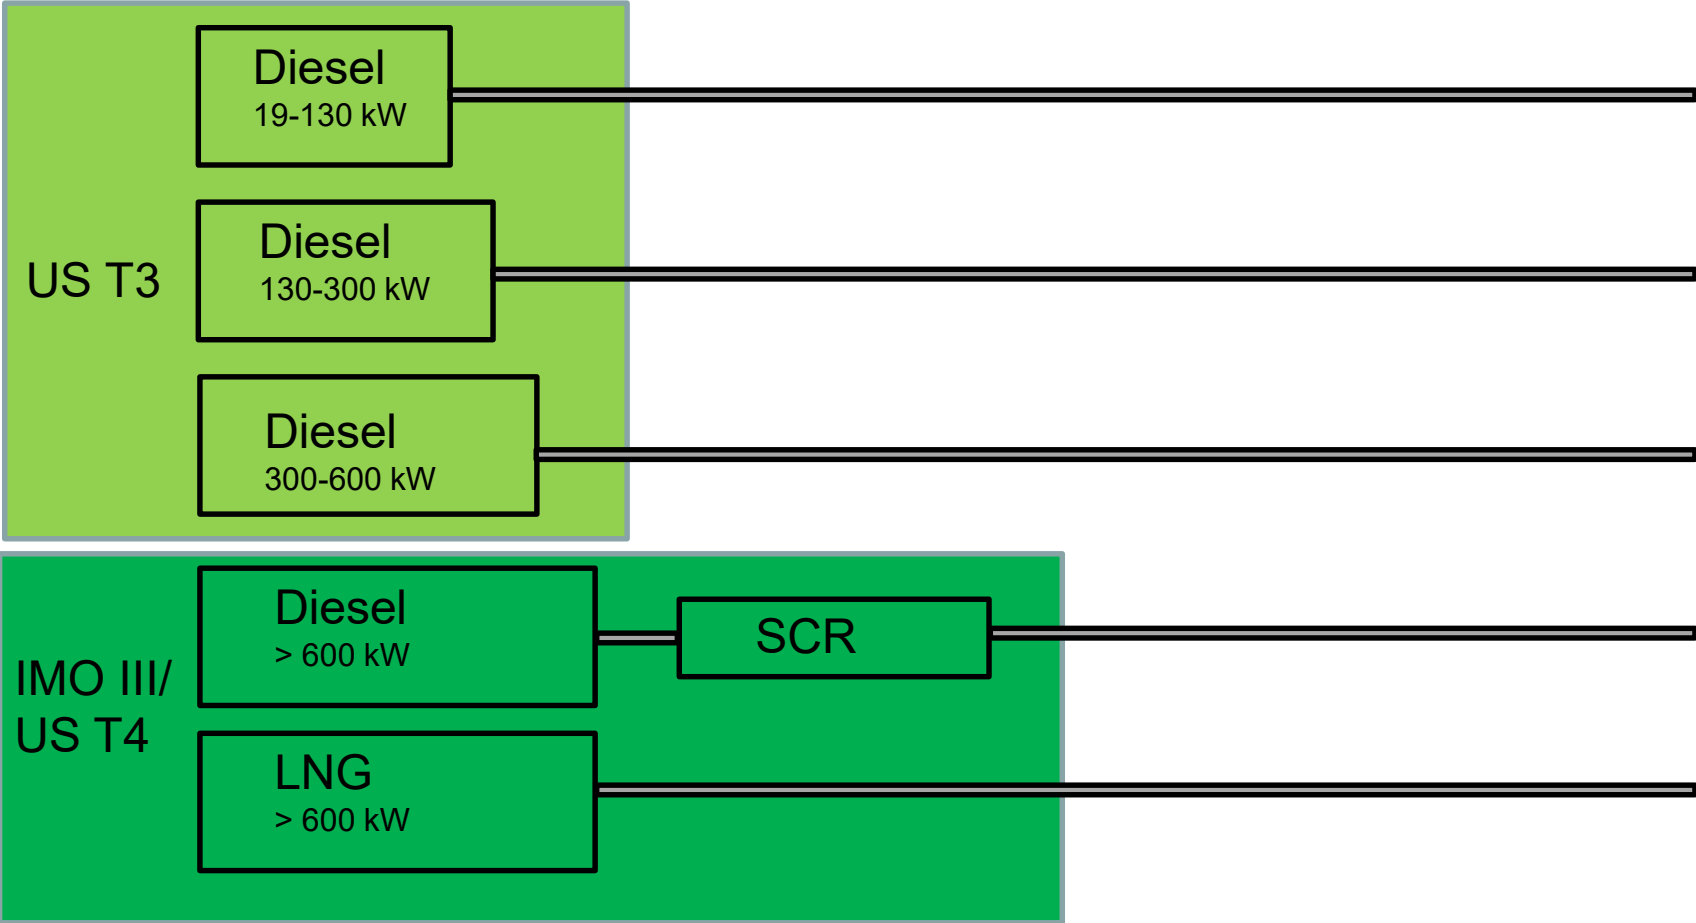 Diesel
19-130 kW
US T3
Diesel
130-300 kW
Diesel
300-600 kW
IMO III/
US T4
Diesel
> 600 kW
SCR
LNG
> 600 kW